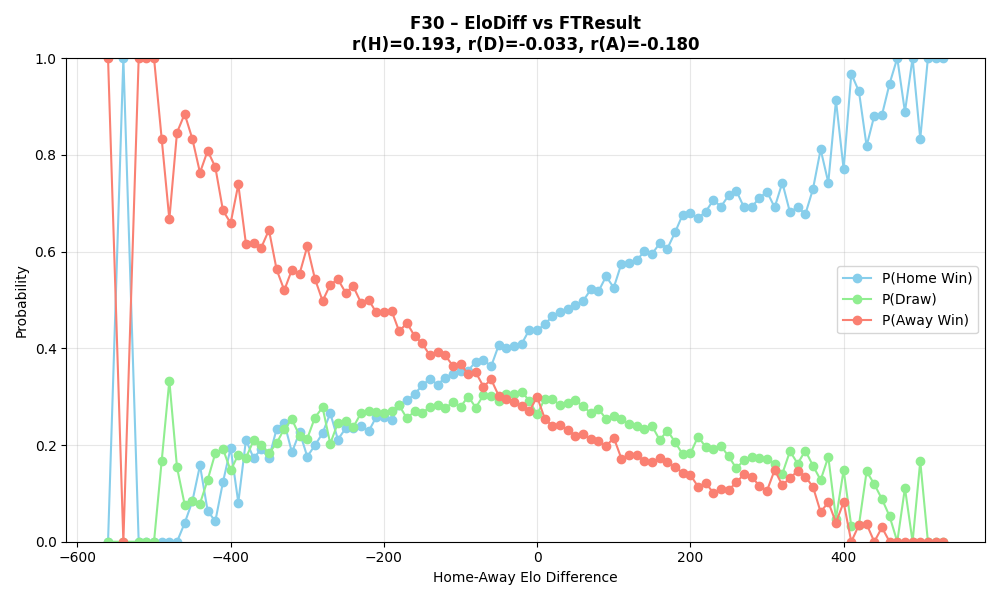 F30 – EloDiff vs FTResult
r(H)=0.193, r(D)=-0.033, r(A)=-0.180
1.0
0.8
0.6
0.4
0.2
0.0
Probability
P(Home Win)
P(Draw)
P(Away Win)
−600
−400
−200
0
200
400
Home-Away Elo Difference